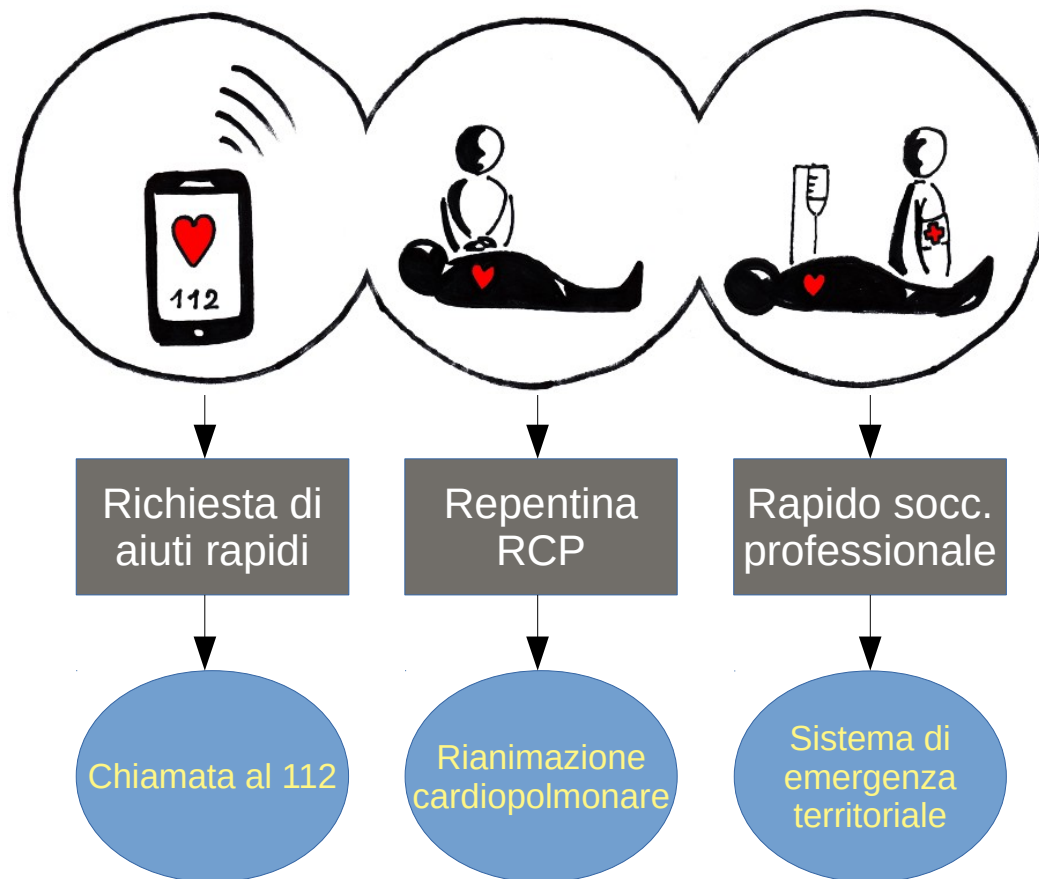 112
Richiesta di
aiuti rapidi
Repentina
RCP
Rapido socc.
professionale
Chiamata al 112
Rianimazione
cardiopolmonare
Sistema di
emergenza
territoriale